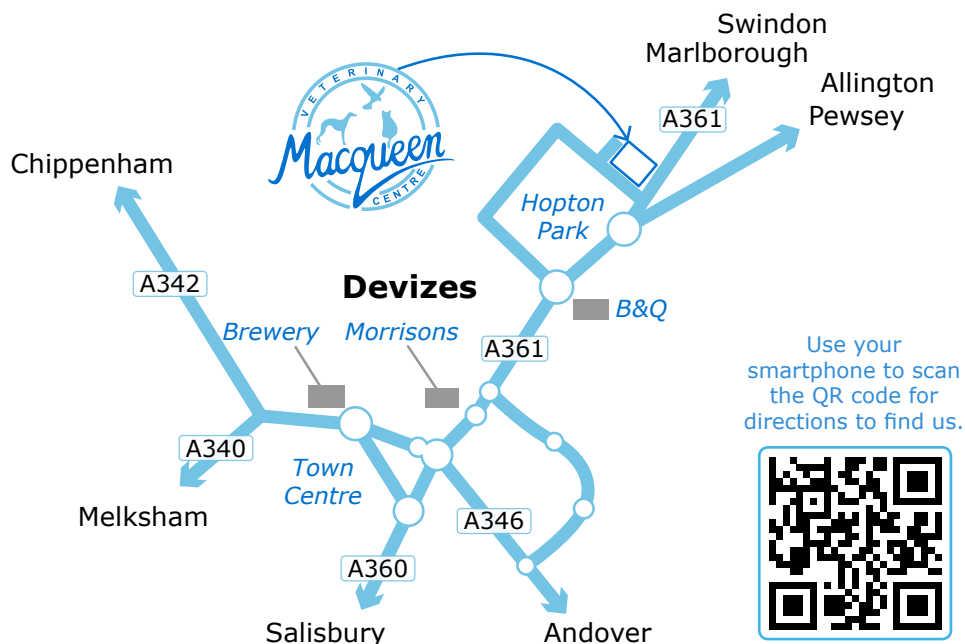 Swindon
Marlborough
Allington
Pewsey
A361
VETERINARY
Macqueen
CENTRE
Chippenham
Hopton
Park
A342
Devizes
B&Q
Brewery
Morrisons
A361
Use your
smartphone to scan
the QR code for
directions to find us.
A340
Town
Centre
Melksham
A346
A360
Salisbury
Andover